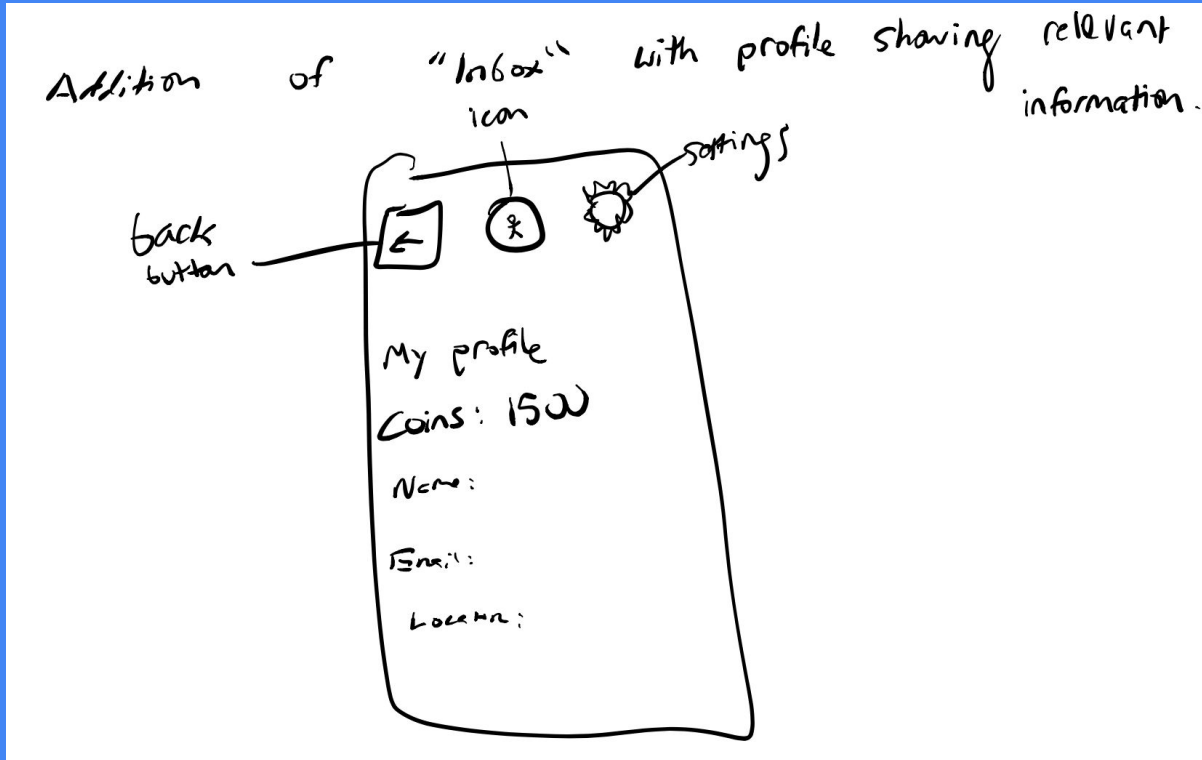 Addition of "Inbox" with profile showing relevant
icon
information.
settings
back
button
My profile
Coins: 1500
Name:
Email:
Location: